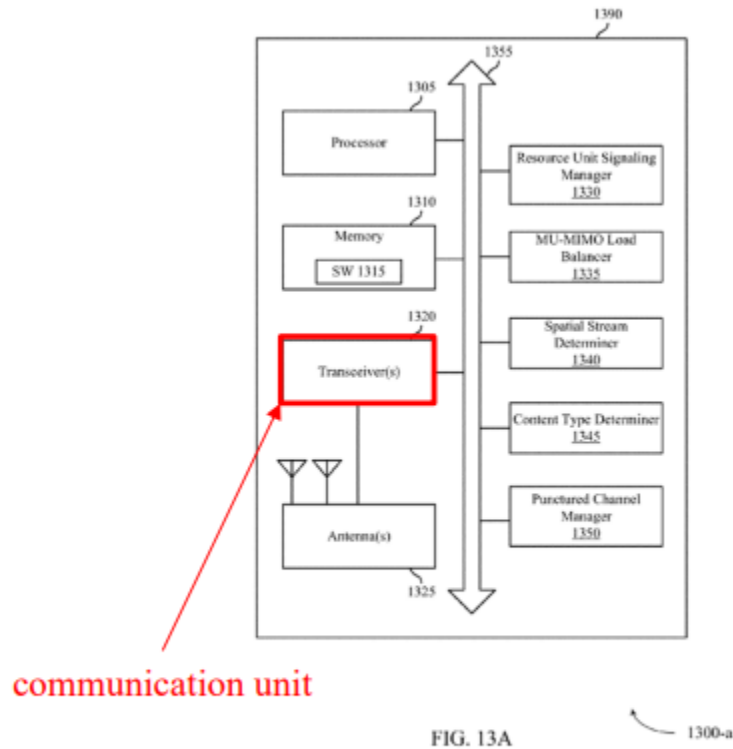 1390
1355
1305
Processor
Resource Unit Signaling
Manager
1330
1310
Memory
SW 1315
MU-MIMO Load
Balancer
1335
1320
Transceiver(s)
Spatial Stream
Determiner
1340
Content Type Determiner
1345
Punctured Channel
Manager
1350
Antenna(s)
1325
communication unit
FIG. 13A
1300-a